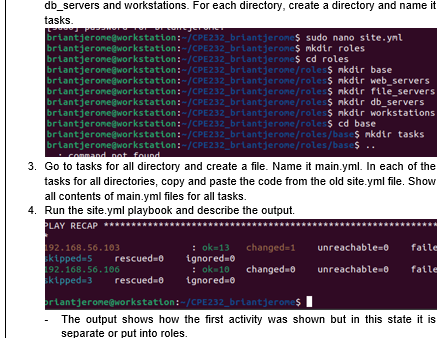 db_servers and workstations. For each directory, create a directory and name it
tasks.
briantjerome@workstation:~/CPE232_briantjerome$ sudo nano site.yml
briantjerome@workstation:~/CPE232_briantjerome$ mkdir roles
briantjerome@workstation:~/CPE232_briantjerome$ cd roles
briantjerome@workstation:~/CPE232_briantjerome/roles$ mkdir base
briantjerome@workstation:~/CPE232_briantjerome/roles$ mkdir web_servers
briantjerome@workstation:~/CPE232_briantjerome/roles$ mkdir file_servers
briantjerome@workstation:~/CPE232_briantjerome/roles$ mkdir db_servers
briantjerome@workstation:~/CPE232_briantjerome/roles$ mkdir workstations
briantjerome@workstation:~/CPE232_briantjerome/roles$ cd base
briantjerome@workstation:~/CPE232_briantjerome/roles/base$ mkdir tasks
briantjerome@workstation:~/CPE232_briantjerome/roles/base$ ..
: command not found
3. Go to tasks for all directory and create a file. Name it main.yml. In each of the
tasks for all directories, copy and paste the code from the old site.yml file. Show
all contents of main.yml files for all tasks.
4. Run the site.yml playbook and describe the output.
PLAY RECAP
192.168.56.103 : ok=13 changed=1 unreachable=0 faile
skipped=5 rescued=0 ignored=0
192.168.56.106 : ok=10 changed=0 unreachable=0 faile
skipped=3 rescued=0 ignored=0
briantjerome@workstation:~/CPE232_briantjerome$
- The output shows how the first activity was shown but in this state it is
separate or put into roles.